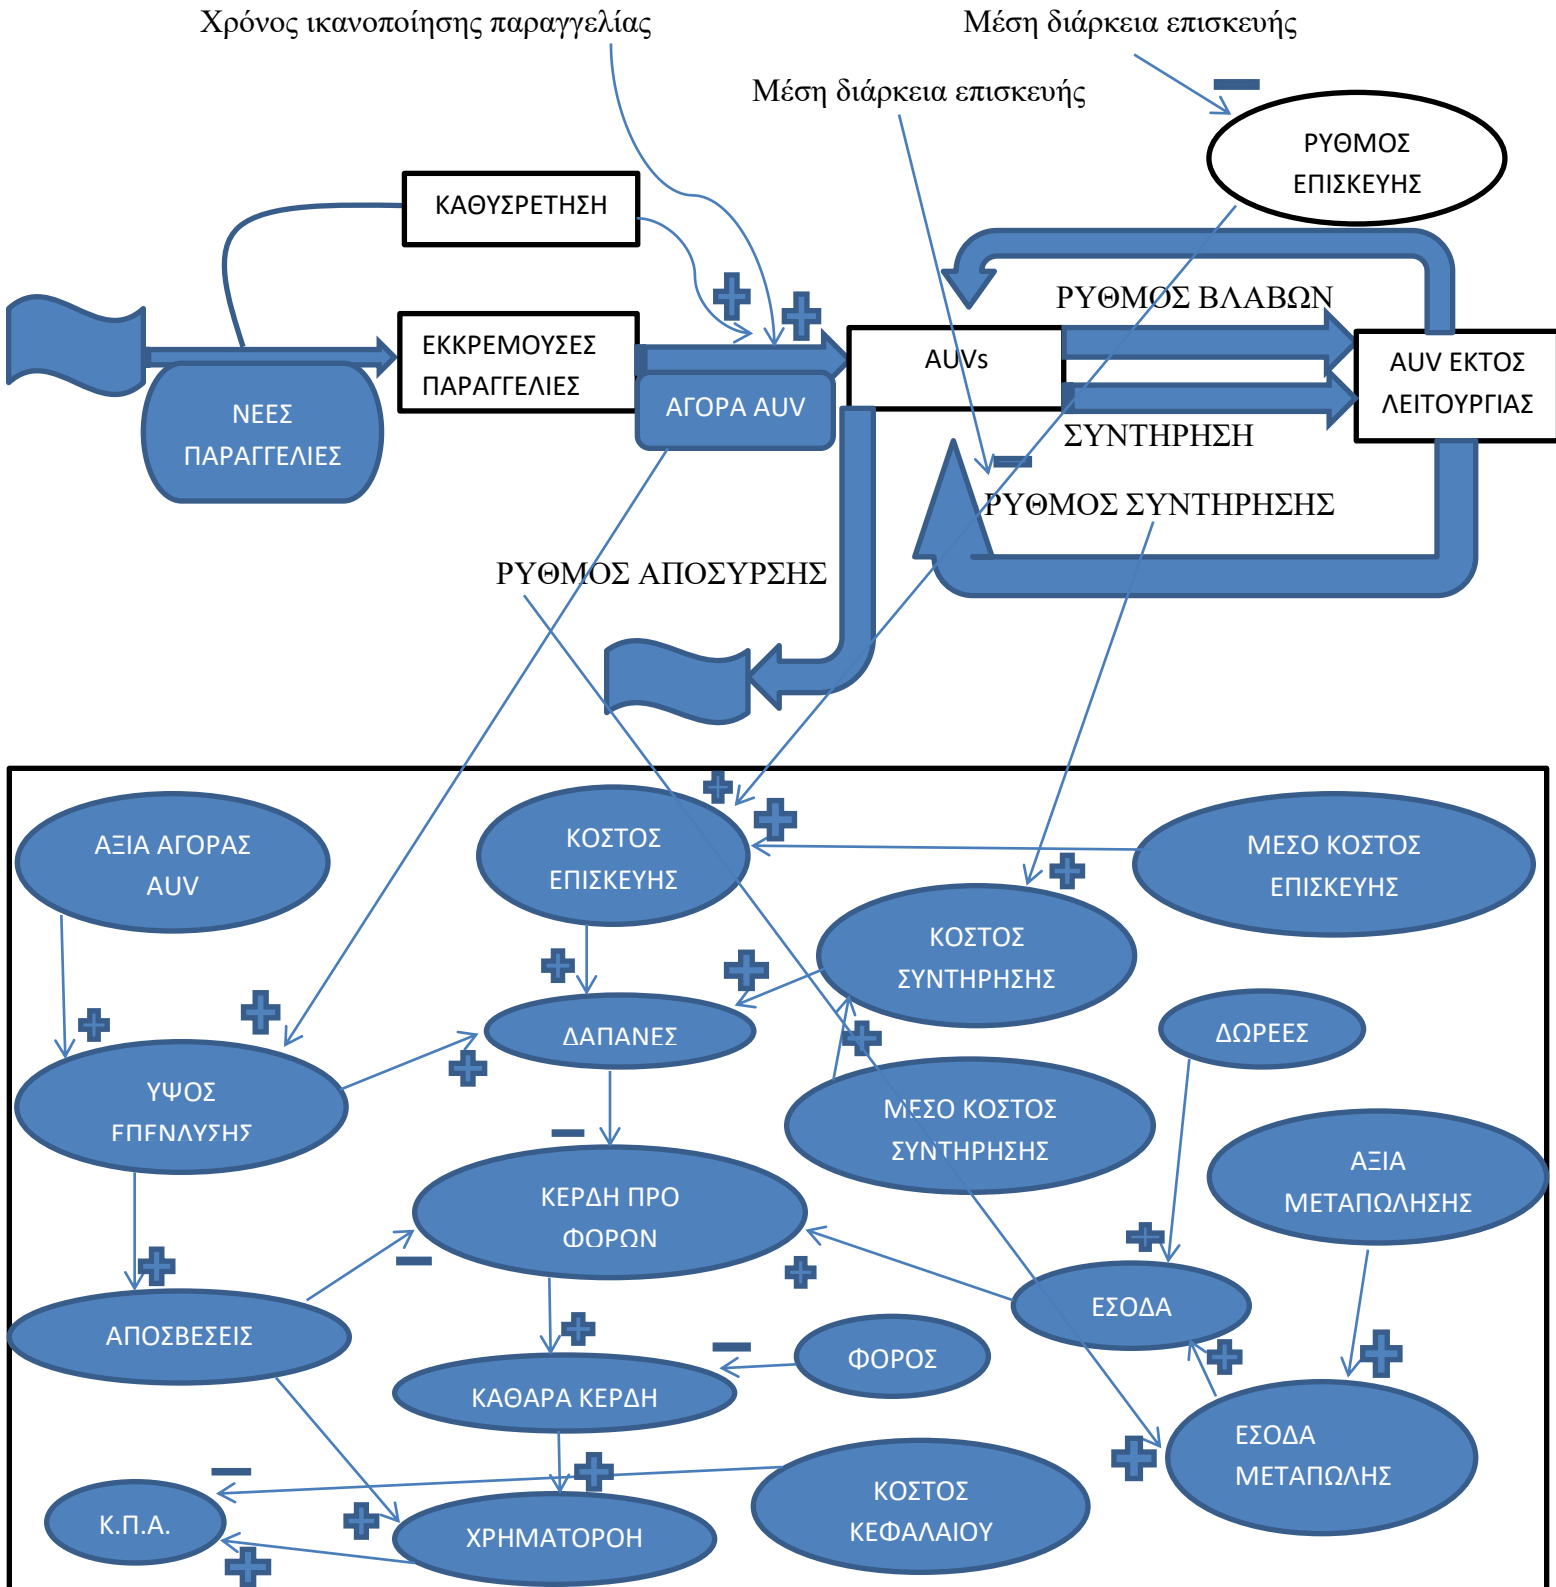 Χρόνος ικανοποίησης παραγγελίας
Μέση διάρκεια επισκευής
Μέση διάρκεια επισκευής
ΡΥΘΜΟΣ
ΕΠΙΣΚΕΥΗΣ
ΚΑΘΥΣΡΕΤΗΣΗ
ΡΥΘΜΟΣ ΒΛΑΒΩΝ
ΕΚΚΡΕΜΟΥΣΕΣ
ΠΑΡΑΓΓΕΛΙΕΣ
AUVs
AUV ΕΚΤΟΣ
ΛΕΙΤΟΥΡΓΙΑΣ
ΝΕΕΣ
ΠΑΡΑΓΓΕΛΙΕΣ
ΑΓΟΡΑ AUV
ΣΥΝΤΗΡΗΣΗ
ΡΥΘΜΟΣ ΣΥΝΤΗΡΗΣΗΣ
ΡΥΘΜΟΣ ΑΠΟΣΥΡΣΗΣ
ΑΞΙΑ ΑΓΟΡΑΣ
AUV
ΚΟΣΤΟΣ
ΕΠΙΣΚΕΥΗΣ
ΜΕΣΟ ΚΟΣΤΟΣ
ΕΠΙΣΚΕΥΗΣ
ΚΟΣΤΟΣ
ΣΥΝΤΗΡΗΣΗΣ
ΔΑΠΑΝΕΣ
ΔΩΡΕΕΣ
ΥΨΟΣ
ΕΠΕΝΔΥΣΗΣ
ΜΕΣΟ ΚΟΣΤΟΣ
ΣΥΝΤΗΡΗΣΗΣ
ΑΞΙΑ
ΜΕΤΑΠΩΛΗΣΗΣ
ΚΕΡΔΗ ΠΡΟ
ΦΟΡΩΝ
ΕΣΟΔΑ
ΑΠΟΣΒΕΣΕΙΣ
ΦΟΡΟΣ
ΚΑΘΑΡΑ ΚΕΡΔΗ
ΕΣΟΔΑ
ΜΕΤΑΠΩΛΗΣ
ΚΟΣΤΟΣ
ΚΕΦΑΛΑΙΟΥ
Κ.Π.Α.
ΧΡΗΜΑΤΟΡΟΗ